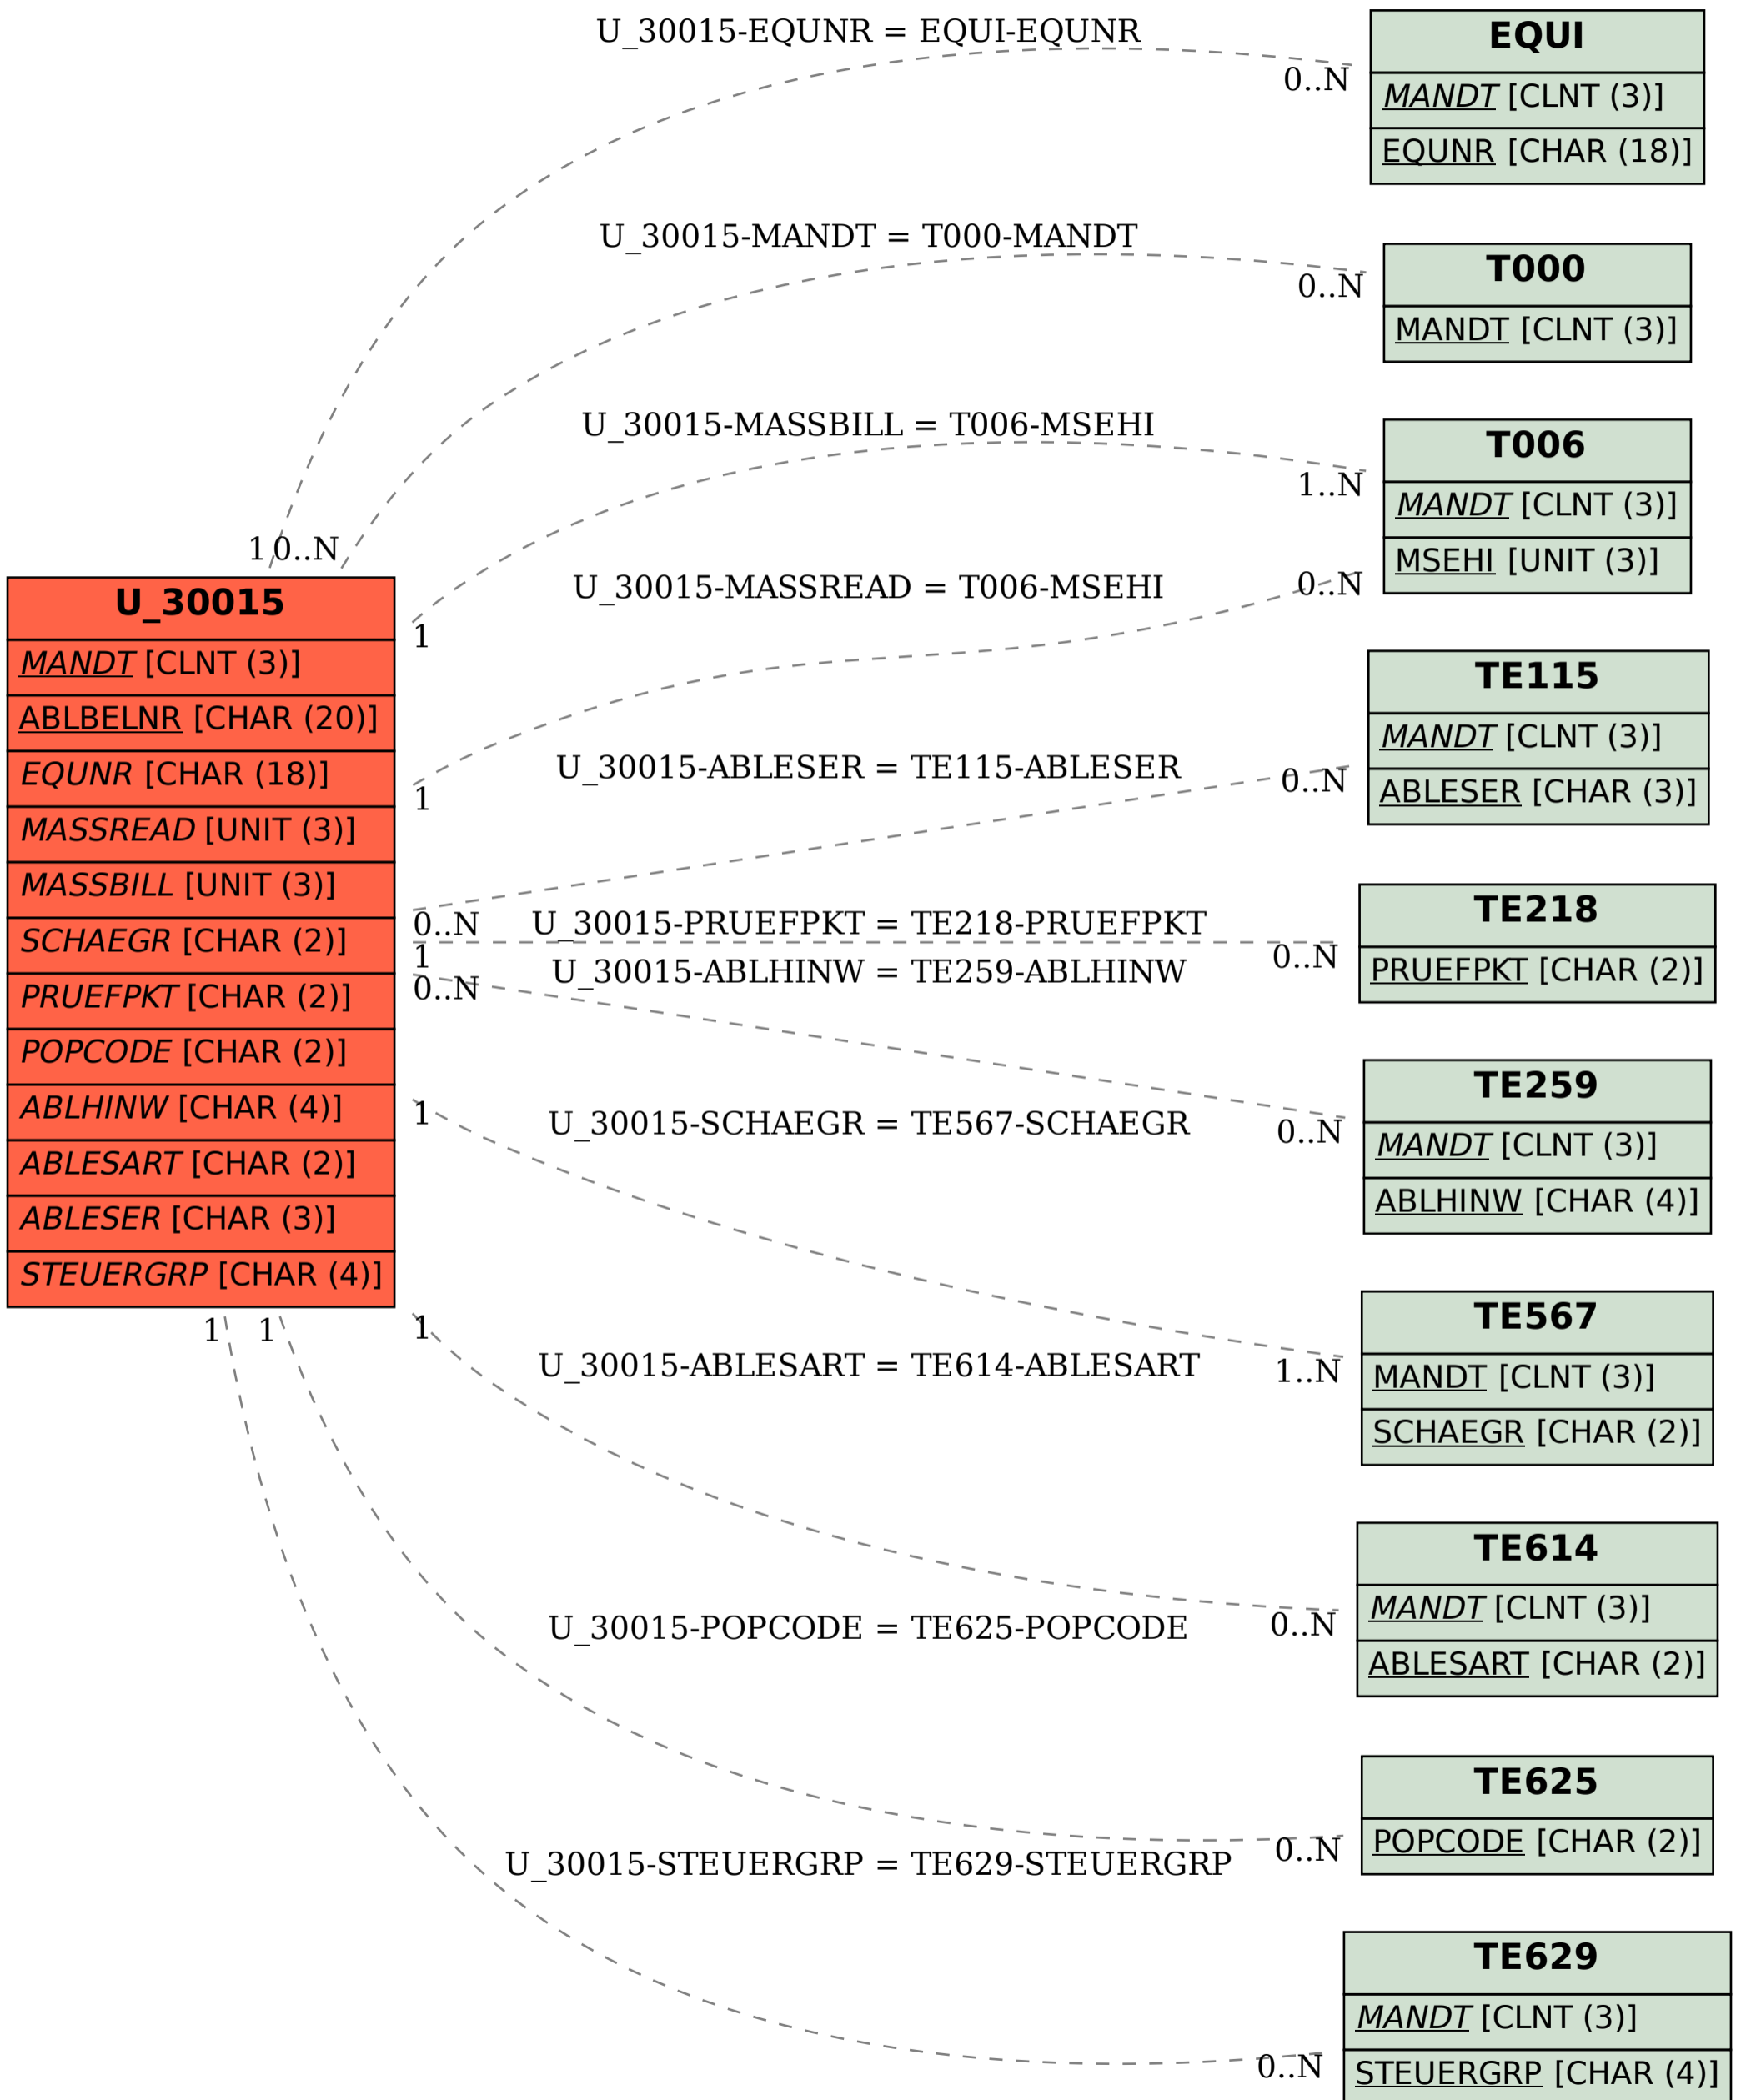 U_30015-EQUNR = EQUI-EQUNR
0..N
EQUI
MANDT [CLNT (3)]
EQUNR [CHAR (18)]
U_30015-MANDT = T000-MANDT
0..N
T000
MANDT [CLNT (3)]
U_30015-MASSBILL = T006-MSEHI
1..N
T006
MANDT [CLNT (3)]
MSEHI [UNIT (3)]
1 0..N
U_30015
MANDT [CLNT (3)]
ABLBELNR [CHAR (20)]
EQUNR [CHAR (18)]
MASSREAD [UNIT (3)]
MASSBILL [UNIT (3)]
SCHAEGR [CHAR (2)]
PRUEFPKT [CHAR (2)]
POPCODE [CHAR (2)]
ABLHINW [CHAR (4)]
ABLESART [CHAR (2)]
ABLESER [CHAR (3)]
STEUERGRP [CHAR (4)]
1
U_30015-MASSREAD = T006-MSEHI
0..N
1
U_30015-ABLESER = TE115-ABLESER
0..N
TE115
MANDT [CLNT (3)]
ABLESER [CHAR (3)]
0..N
U_30015-PRUEFPKT = TE218-PRUEFPKT
1
0..N
TE218
PRUEFPKT [CHAR (2)]
U_30015-ABLHINW = TE259-ABLHINW
0..N
0..N
TE259
MANDT [CLNT (3)]
ABLHINW [CHAR (4)]
1
U_30015-SCHAEGR = TE567-SCHAEGR
1..N
TE567
MANDT [CLNT (3)]
SCHAEGR [CHAR (2)]
1
1
1
U_30015-ABLESART = TE614-ABLESART
0..N
TE614
MANDT [CLNT (3)]
ABLESART [CHAR (2)]
U_30015-POPCODE = TE625-POPCODE
0..N
TE625
POPCODE [CHAR (2)]
U_30015-STEUERGRP = TE629-STEUERGRP
0..N
TE629
MANDT [CLNT (3)]
STEUERGRP [CHAR (4)]